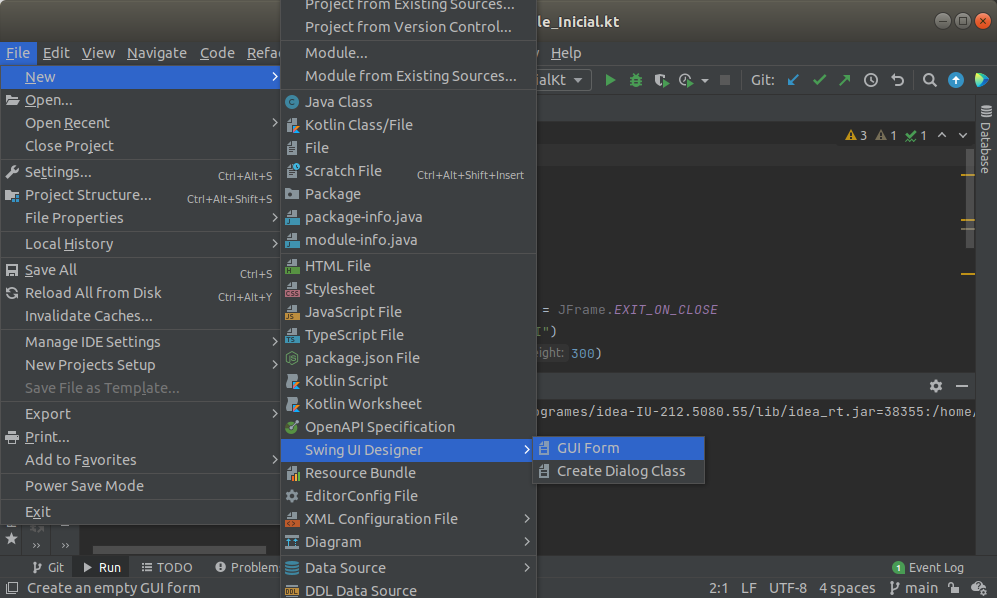 le_Inicial.kt
File Edit View Navigate Code Refa
Help
ialKt
Git:
New
Open...
Open Recent
Close Project
Settings... Ctrl+Alt+S
Project Structure... Ctrl+Alt+Shift+S
File Properties
Local History
Save All Ctrl+S
Reload All from Disk Ctrl+Alt+Y
Invalidate Caches...
Manage IDE Settings
New Projects Setup
Save File as Template...
Export
Print...
Add to Favorites
Power Save Mode
Exit
Project from Existing Sources...
Project from Version Control...
Module...
Module from Existing Sources...
Java Class
Kotlin Class/File
File
Scratch File Ctrl+Alt+Shift+Insert
Package
package-info.java
module-info.java
HTML File
Stylesheet
JavaScript File
TypeScript File
package.json File
Kotlin Script
Kotlin Worksheet
OpenAPI Specification
Swing UI Designer
Resource Bundle
EditorConfig File
XML Configuration File
Diagram
Data Source
DDL Data Source
GUI Form
Create Dialog Class
3 1 1
Database
= JFrame.EXIT_ON_CLOSE
I")
eight: 300)
ogrames/idea-IU-212.5080.55/lib/idea_rt.jar=38355:/home/
Git Run TODO Problem
1 Event Log
Create an empty GUI form
2:1 LF UTF-8 4 spaces main